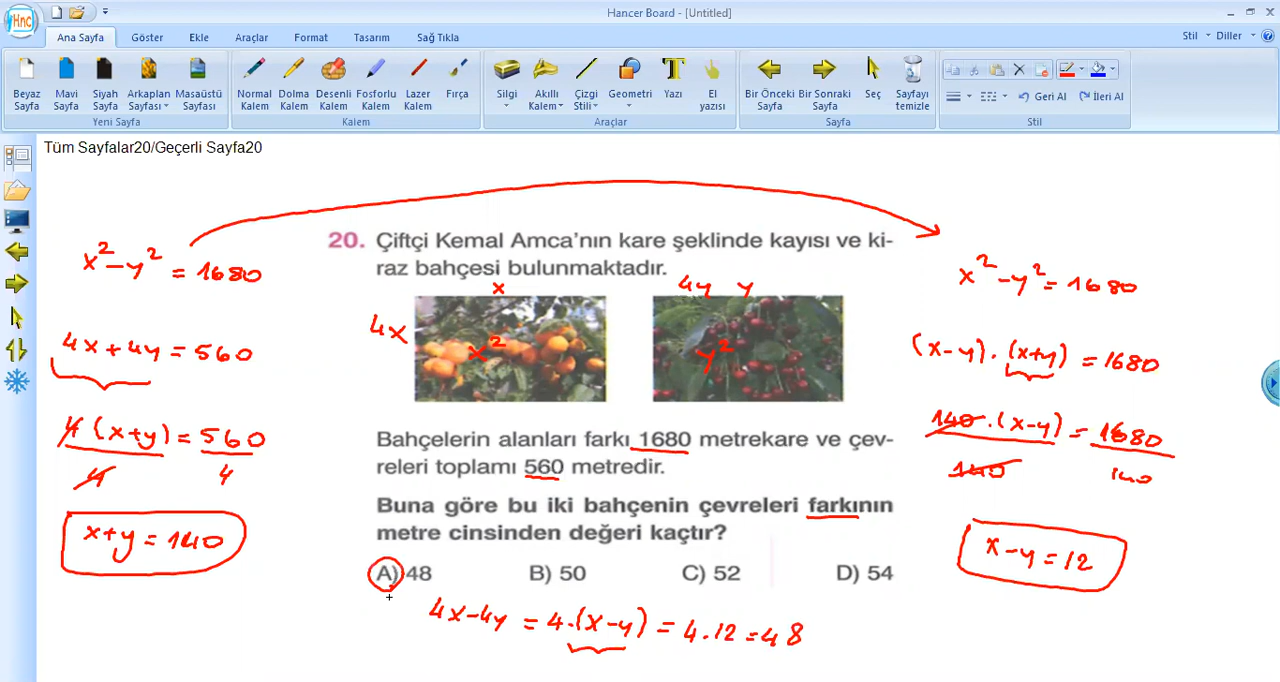 Hnc
Hancer Board - [Untitled]
Ana Sayfa Göster Ekle Araçlar Format Tasarım Sağ Tıkla Stil Diller
Beyaz Sayfa Mavi Sayfa Siyah Sayfa Arkaplan Sayfası Masaüstü Sayfası
Yeni Sayfa
Normal Kalem Dolma Kalem Desenli Kalem Fosforlu Kalem Lazer Kalem Fırça
Kalem
Silgi Akıllı Kalem Çizgi Stili Geometri Yazı El yazısı
Araçlar
Bir Önceki Sayfa Bir Sonraki Sayfa Seç Sayfayı temizle
Sayfa
Geri Al İleri Al
Stil
Tüm Sayfalar20/Geçerli Sayfa20
x² - y² = 1680
4x + 4y = 560
4 (x+y) = 560
4 4
x+y = 140
20. Çiftçi Kemal Amca'nın kare şeklinde kayısı ve ki-
raz bahçesi bulunmaktadır.
x 4y y
4x x² y²
Bahçelerin alanları farkı 1680 metrekare ve çev-
releri toplamı 560 metredir.
Buna göre bu iki bahçenin çevreleri farkının
metre cinsinden değeri kaçtır?
A) 48 B) 50 C) 52 D) 54
4x-4y = 4.(x-y) = 4.12 = 48
x² - y² = 1680
(x-y).(x+y) = 1680
140.(x-y) = 1680
140 140
x-y = 12